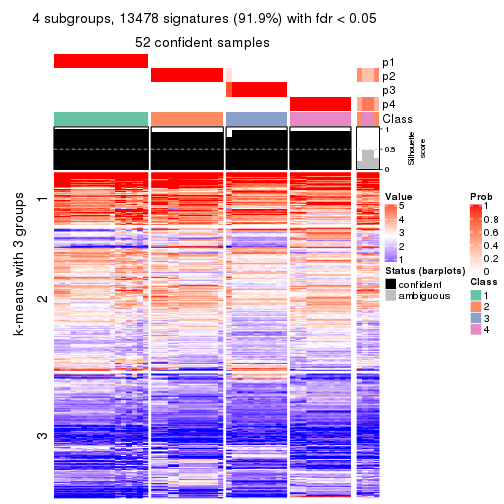 4 subgroups, 13478 signatures (91.9%) with fdr < 0.05
52 confident samples
p1
p2
p3
p4
Class
1
0.5
0
Silhouette
score
k-means with 3 groups
1
2
3
Value
5
4
3
2
1
Prob
1
0.8
0.6
0.4
0.2
0
Status (barplots)
confident
ambiguous
Class
1
2
3
4